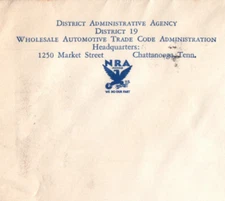 District Administrative Agency
District 19
Wholesale Automotive Trade Code Administration
Headquarters:
1250 Market Street Chattanooga, Tenn.
NRA
WE DO OUR PART